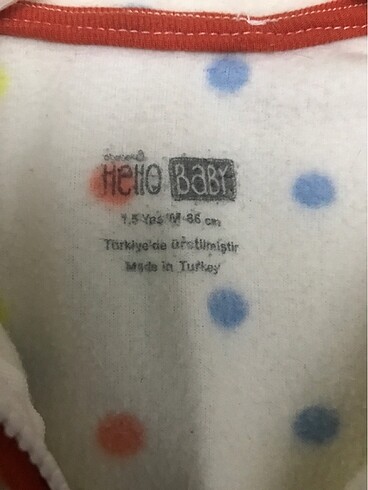 Hello BaBY
1,5 Yaş/M 86 cm
Türkiye'de üretilmiştir
Made in Turkey